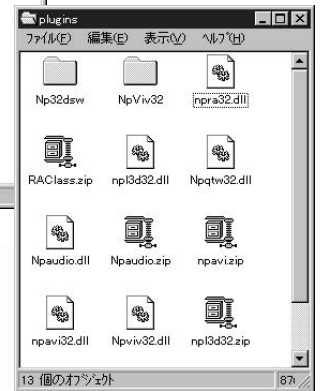 plugins
ファイル(F) 編集(E) 表示(V) ヘルプ(H)
Np32dsw NpViv32 npra32.dll
RAClass.zip npl3d32.dll Npqtw32.dll
Npaudio.dll Npaudio.zip npavi.zip
npavi32.dll Npviv32.dll npl3d32.zip
13 個のオブジェクト